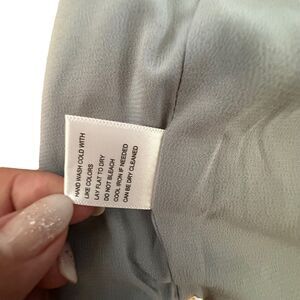 HAND WASH COLD WITH
LIKE COLORS
LAY FLAT TO DRY
DO NOT BLEACH
COOL IRON IF NEEDED
CAN BE DRY CLEANED